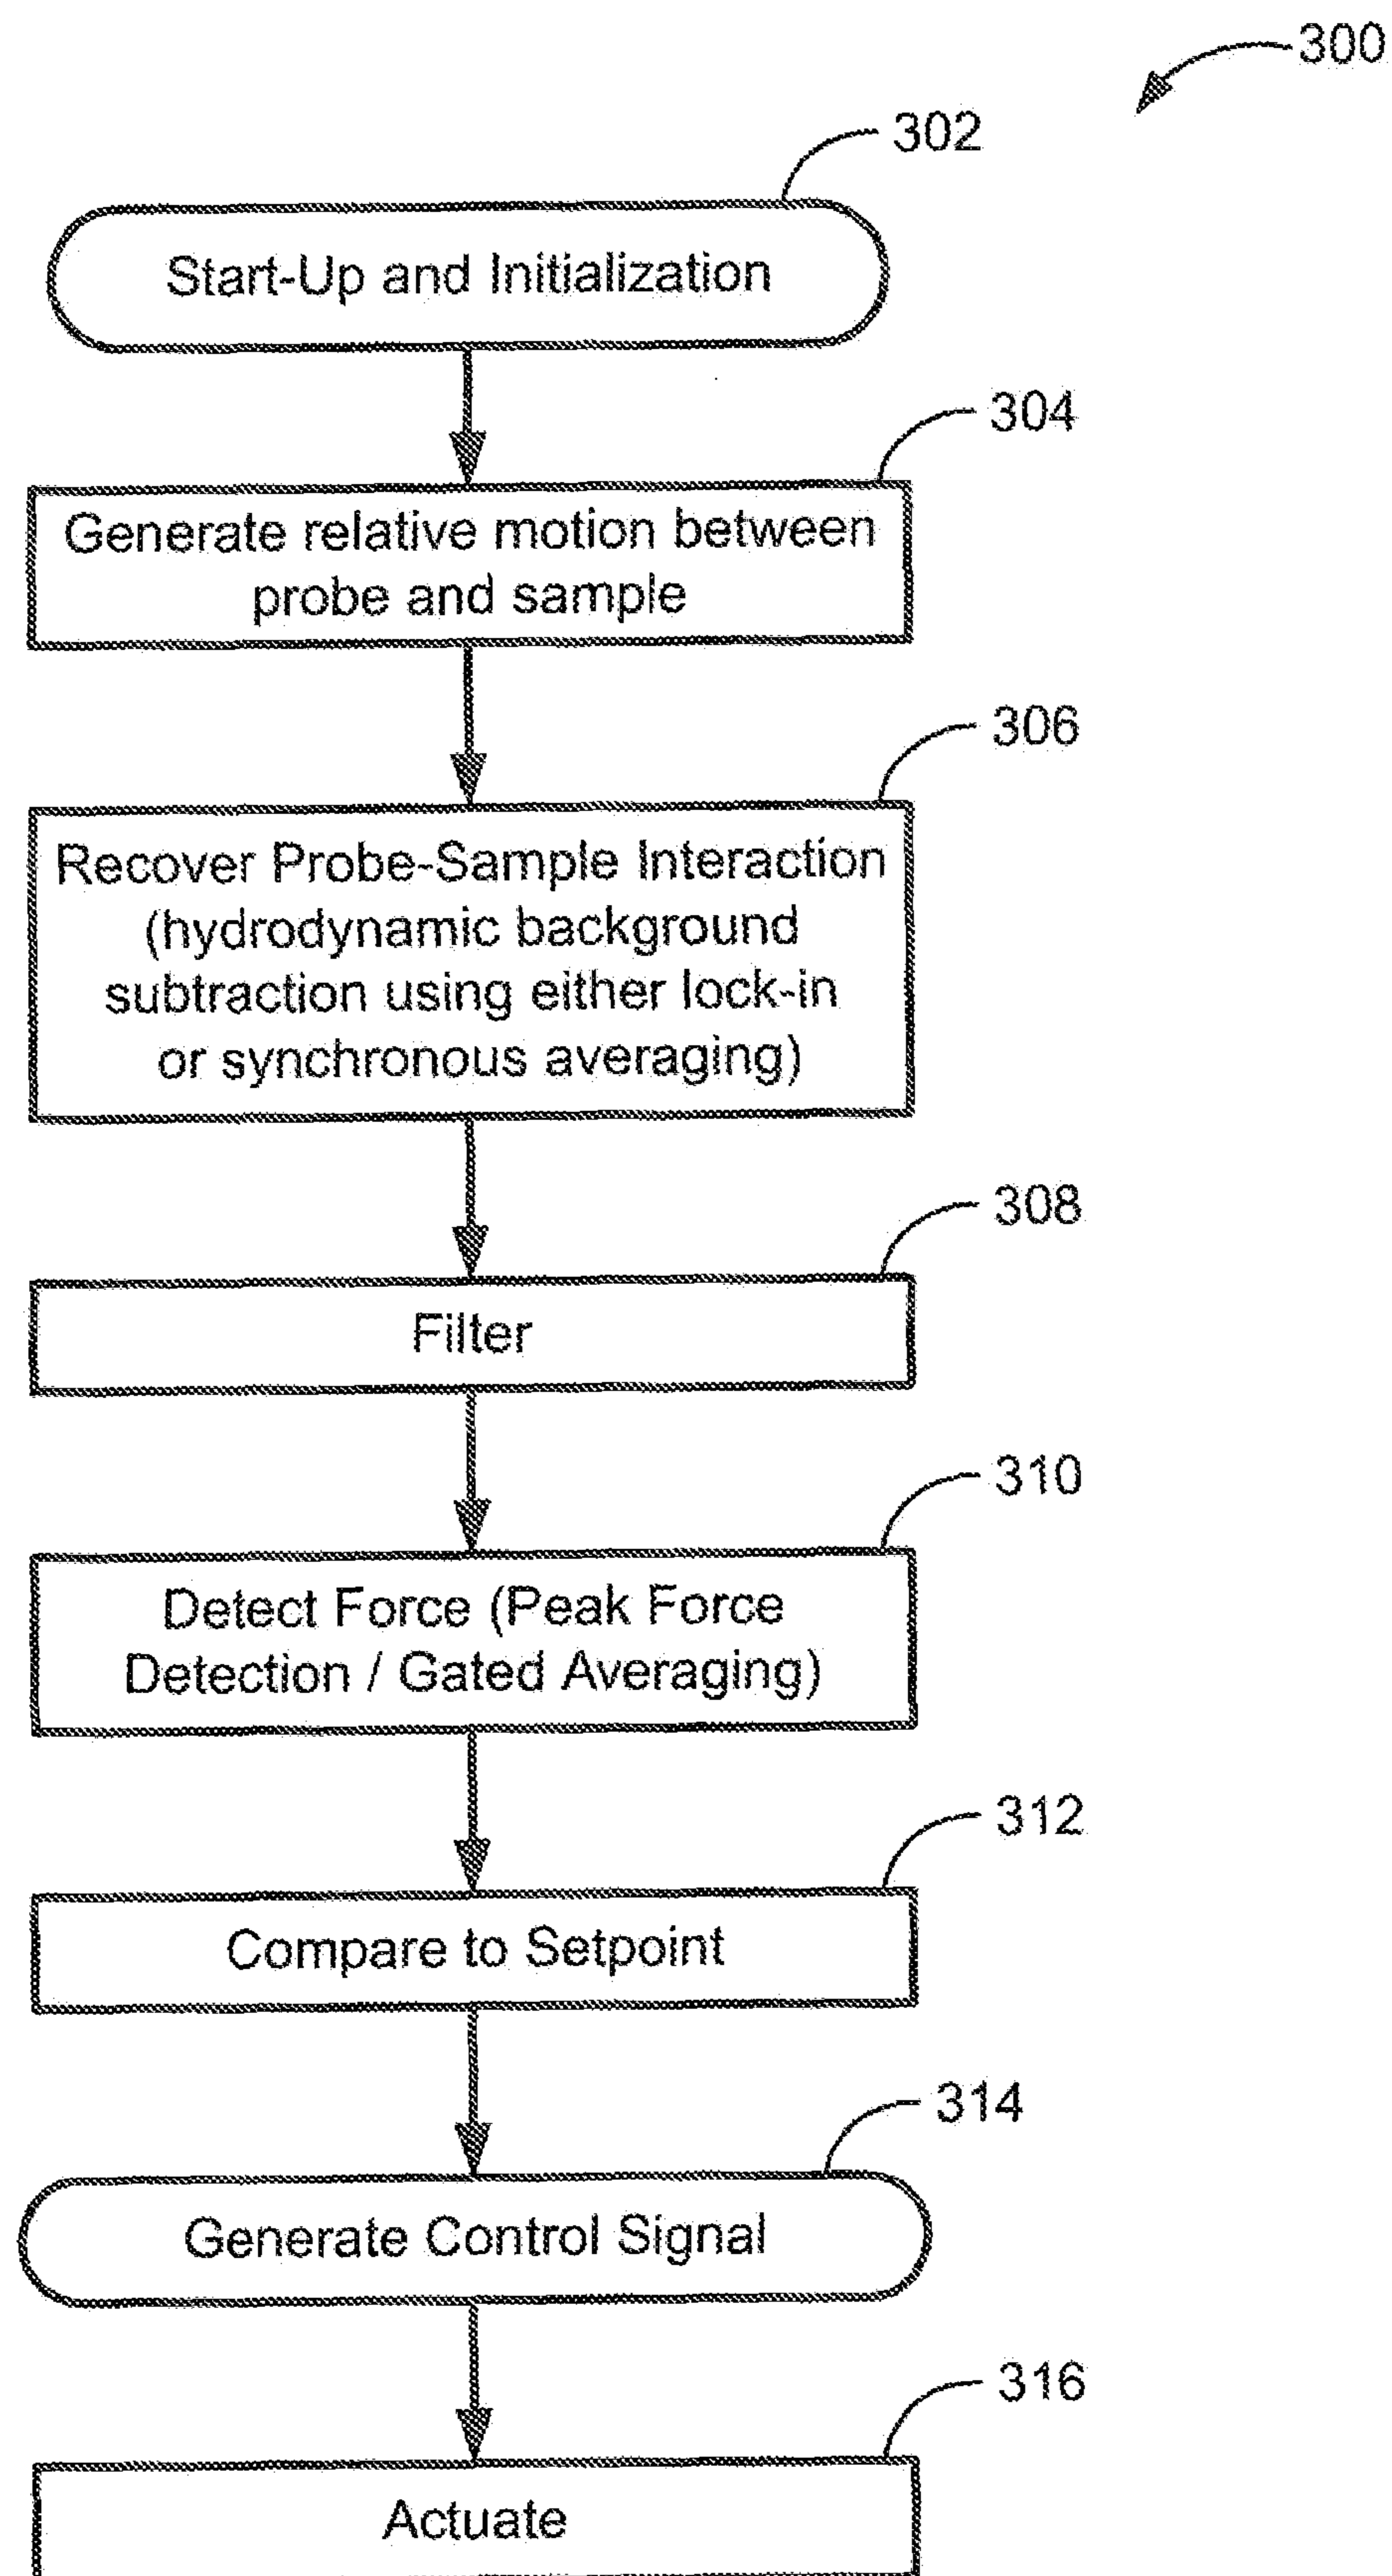 300
302
Start-Up and Initialization
304
Generate relative motion between
probe and sample
306
Recover Probe-Sample Interaction
(hydrodynamic background
subtraction using either lock-in
or synchronous averaging)
308
Filter
310
Detect Force (Peak Force
Detection / Gated Averaging)
312
Compare to Setpoint
314
Generate Control Signal
316
Actuate